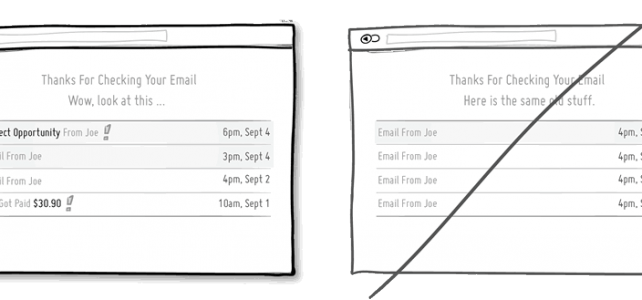 Thanks For Checking Your Email
Wow, look at this ...
ect Opportunity From Joe 6pm, Sept 4
il From Joe 3pm, Sept 4
il From Joe 4pm, Sept 2
Got Paid $30.90 10am, Sept 1
Thanks For Checking Your Email
Here is the same old stuff.
Email From Joe 4pm, S
Email From Joe 4pm, S
Email From Joe 4pm, S
Email From Joe 4pm, S